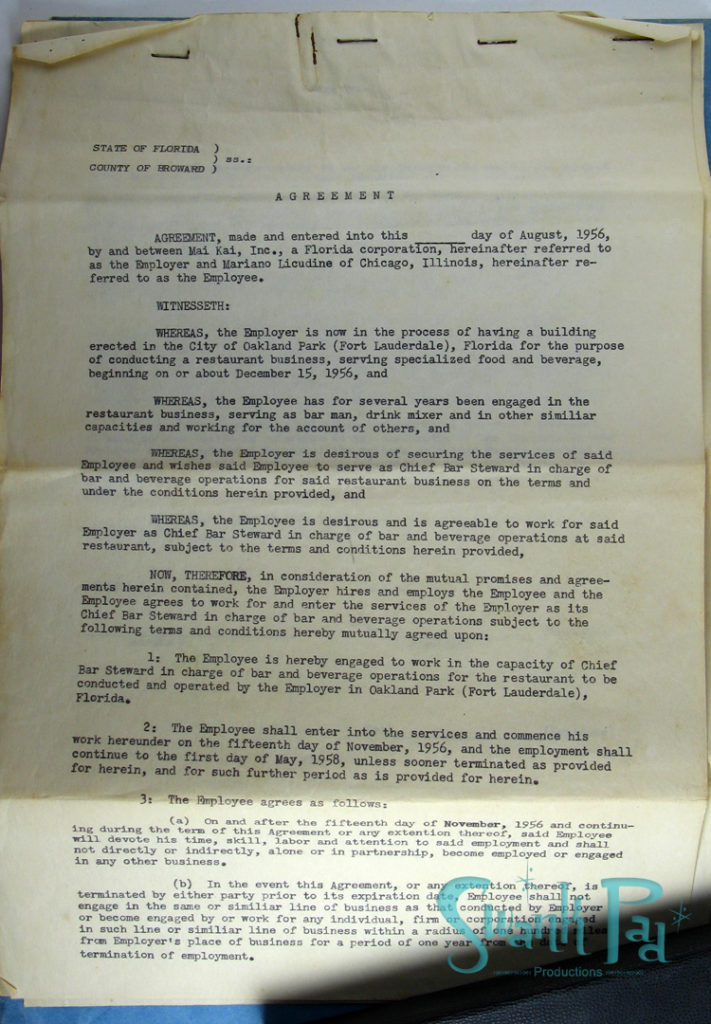 STATE OF FLORIDA )
) ss.:
COUNTY OF BROWARD )
A G R E E M E N T
AGREEMENT, made and entered into this ______ day of August, 1956,
by and between Mai Kai, Inc., a Florida corporation, hereinafter referred to
as the Employer and Mariano Licudine of Chicago, Illinois, hereinafter re-
ferred to as the Employee.
WITNESSETH:
WHEREAS, the Employer is now in the process of having a building
erected in the City of Oakland Park (Fort Lauderdale), Florida for the purpose
of conducting a restaurant business, serving specialized food and beverage,
beginning on or about December 15, 1956, and
WHEREAS, the Employee has for several years been engaged in the
restaurant business, serving as bar man, drink mixer and in other similiar
capacities and working for the account of others, and
WHEREAS, the Employer is desirous of securing the services of said
Employee and wishes said Employee to serve as Chief Bar Steward in charge of
bar and beverage operations for said restaurant business on the terms and
under the conditions herein provided, and
WHEREAS, the Employee is desirous and is agreeable to work for said
Employer as Chief Bar Steward in charge of bar and beverage operations at said
restaurant, subject to the terms and conditions herein provided,
NOW, THEREFORE, in consideration of the mutual promises and agree-
ments herein contained, the Employer hires and employs the Employee and the
Employee agrees to work for and enter the services of the Employer as its
Chief Bar Steward in charge of bar and beverage operations subject to the
following terms and conditions hereby mutually agreed upon:
1: The Employee is hereby engaged to work in the capacity of Chief
Bar Steward in charge of bar and beverage operations for the restaurant to be
conducted and operated by the Employer in Oakland Park (Fort Lauderdale),
Florida.
2: The Employee shall enter into the services and commence his
work hereunder on the fifteenth day of November, 1956, and the employment shall
continue to the first day of May, 1958, unless sooner terminated as provided
for herein, and for such further period as is provided for herein.
3: The Employee agrees as follows:
(a) On and after the fifteenth day of November, 1956 and continu-
ing during the term of this Agreement or any extention thereof, said Employee
will devote his time, skill, labor and attention to said employment and shall
not directly or indirectly, alone or in partnership, become employed or engaged
in any other business.
(b) In the event this Agreement, or any extention thereof, is
terminated by either party prior to its expiration date, Employee shall not
engage in the same or similiar line of business as that conducted by Employer
or become engaged by or work for any individual, firm or corporation engaged
in such line or similiar line of business within a radius of one hundred miles
from Employer's place of business for a period of one year from
termination of employment.
Productions